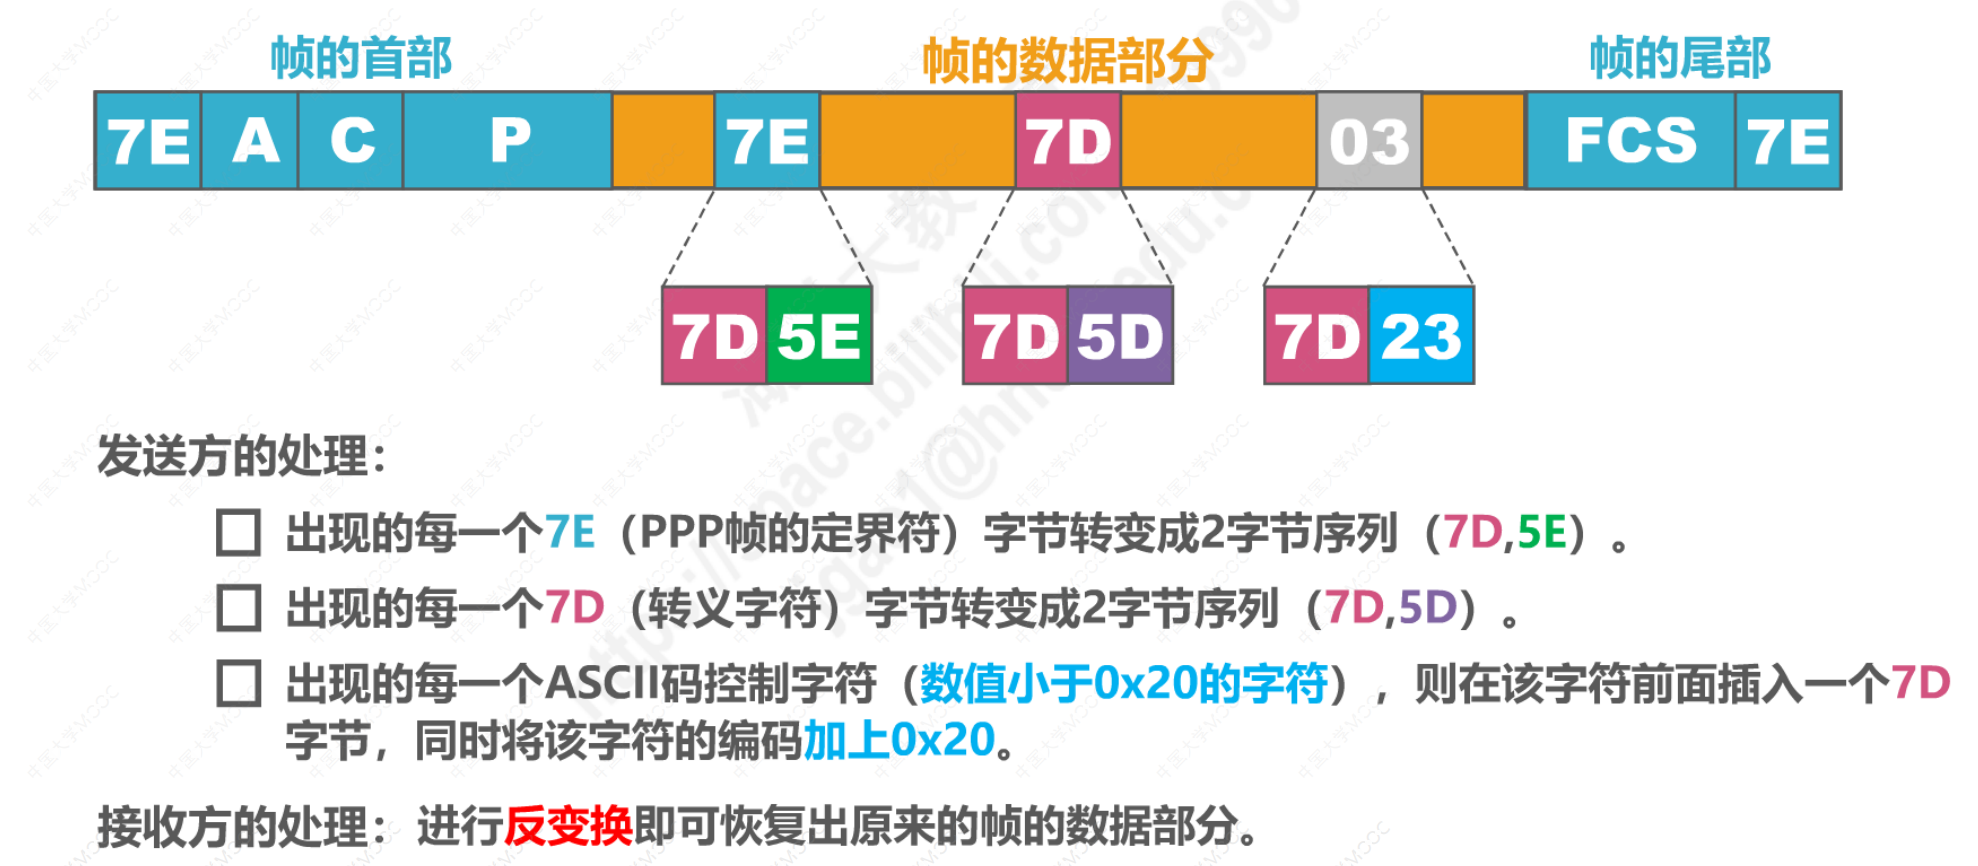 帧的首部 帧的数据部分 帧的尾部
7E A C P 7E 7D 03 FCS 7E
7D 5E 7D 5D 7D 23
发送方的处理：
出现的每一个7E（PPP帧的定界符）字节转变成2字节序列（7D,5E）。
出现的每一个7D（转义字符）字节转变成2字节序列（7D,5D）。
出现的每一个ASCII码控制字符（数值小于0x20的字符），则在该字符前面插入一个7D
字节，同时将该字符的编码加上0x20。
接收方的处理：进行反变换即可恢复出原来的帧的数据部分。
中国大学MOOC